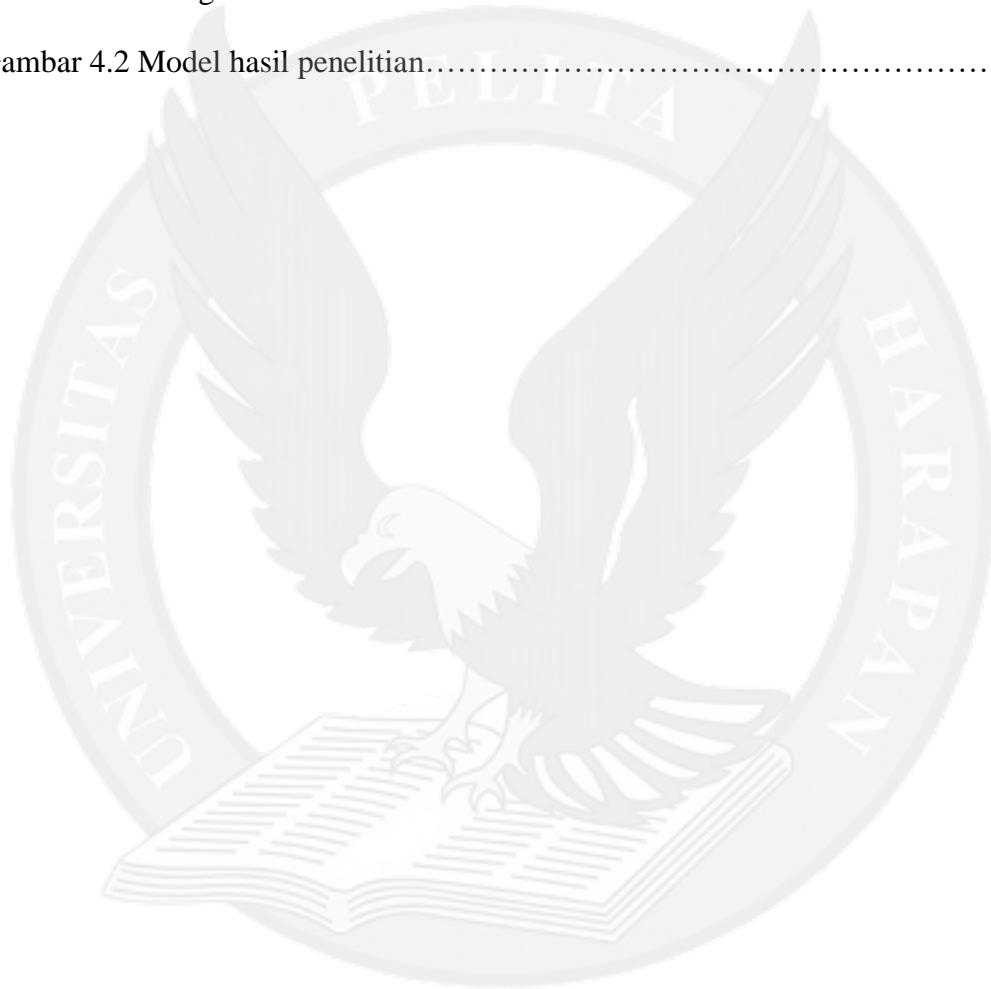 ambar 4.2 Model hasil penelitian……………………………………………
UNIVERSITAS PELITA HARAPAN